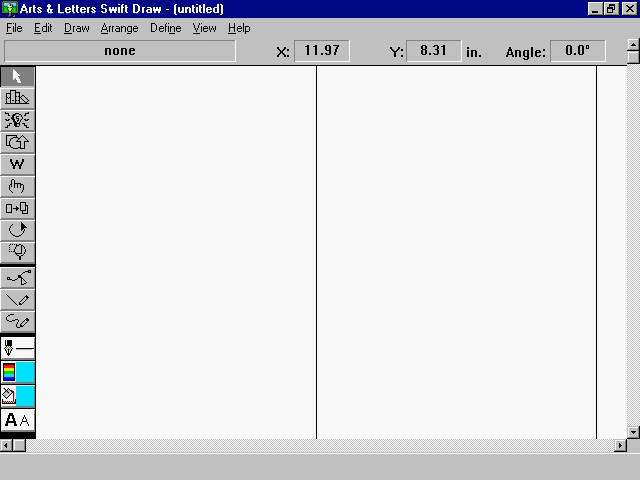 Arts & Letters Swift Draw - (untitled)
File Edit Draw Arrange Define View Help
none X: 11.97 Y: 8.31 in. Angle: 0.0°
W
A A